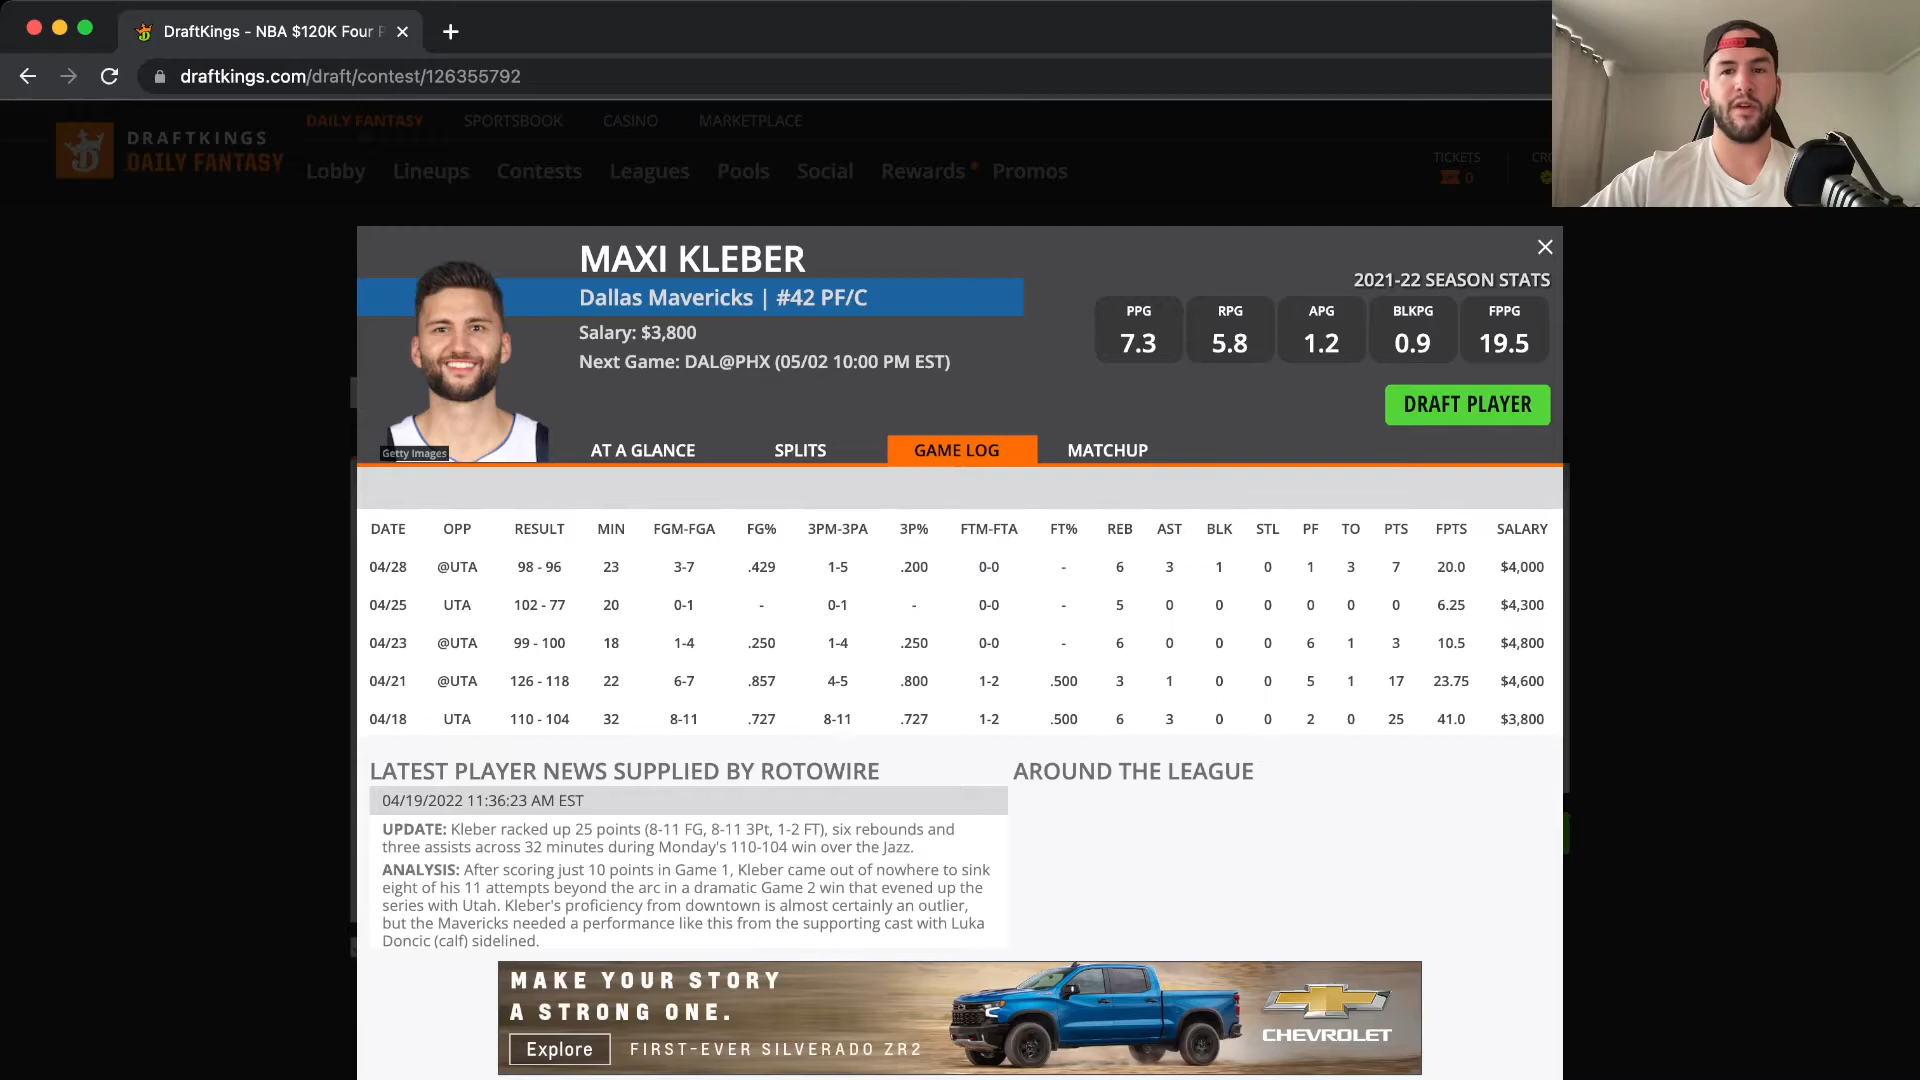 DraftKings - NBA $120K Four
draftkings.com/draft/contest/126355792
DAILY FANTASY SPORTSBOOK CASINO MARKETPLACE
DRAFTKINGS
DAILY FANTASY
Lobby Lineups Contests Leagues Pools Social Rewards Promos
TICKETS
0
MAXI KLEBER
Dallas Mavericks | #42 PF/C
Salary: $3,800
Next Game: DAL@PHX (05/02 10:00 PM EST)
2021-22 SEASON STATS
PPG RPG APG BLKPG FPPG
7.3 5.8 1.2 0.9 19.5
DRAFT PLAYER
Getty Images
AT A GLANCE SPLITS GAME LOG MATCHUP
DATE OPP RESULT MIN FGM-FGA FG% 3PM-3PA 3P% FTM-FTA FT% REB AST BLK STL PF TO PTS FPTS SALARY
04/28 @UTA 98 - 96 23 3-7 .429 1-5 .200 0-0 - 6 3 1 0 1 3 7 20.0 $4,000
04/25 UTA 102 - 77 20 0-1 - 0-1 - 0-0 - 5 0 0 0 0 0 0 6.25 $4,300
04/23 @UTA 99 - 100 18 1-4 .250 1-4 .250 0-0 - 6 0 0 0 6 1 3 10.5 $4,800
04/21 @UTA 126 - 118 22 6-7 .857 4-5 .800 1-2 .500 3 1 0 0 5 1 17 23.75 $4,600
04/18 UTA 110 - 104 32 8-11 .727 8-11 .727 1-2 .500 6 3 0 0 2 0 25 41.0 $3,800
LATEST PLAYER NEWS SUPPLIED BY ROTOWIRE
04/19/2022 11:36:23 AM EST
UPDATE: Kleber racked up 25 points (8-11 FG, 8-11 3Pt, 1-2 FT), six rebounds and
three assists across 32 minutes during Monday's 110-104 win over the Jazz.
ANALYSIS: After scoring just 10 points in Game 1, Kleber came out of nowhere to sink
eight of his 11 attempts beyond the arc in a dramatic Game 2 win that evened up the
series with Utah. Kleber's proficiency from downtown is almost certainly an outlier,
but the Mavericks needed a performance like this from the supporting cast with Luka
Doncic (calf) sidelined.
AROUND THE LEAGUE
MAKE YOUR STORY
A STRONG ONE.
Explore FIRST-EVER SILVERADO ZR2
CHEVROLET